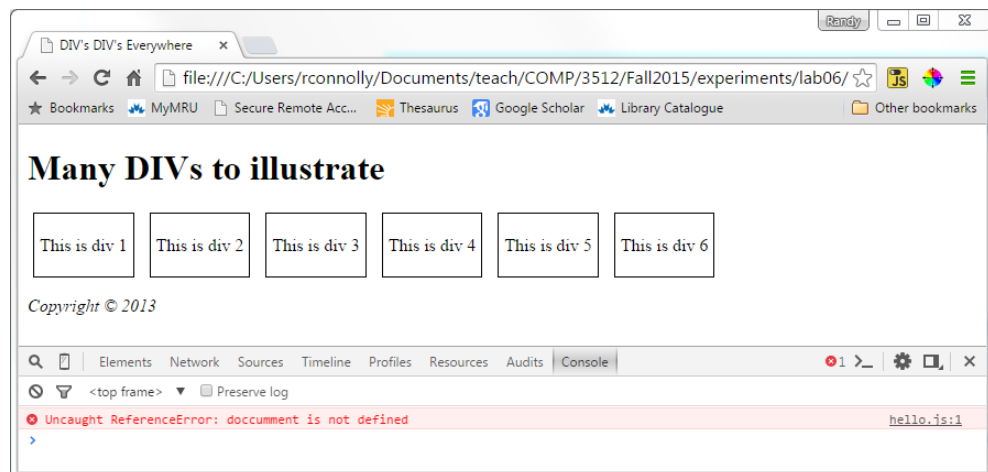 Randy
DIV's DIV's Everywhere
file:///C:/Users/rconnolly/Documents/teach/COMP/3512/Fall2015/experiments/lab06/
JS
Bookmarks MyMRU Secure Remote Acc... Thesaurus Google Scholar Library Catalogue Other bookmarks
Many DIVs to illustrate
This is div 1 This is div 2 This is div 3 This is div 4 This is div 5 This is div 6
Copyright © 2013
Elements Network Sources Timeline Profiles Resources Audits Console 1
<top frame> ▼ Preserve log
Uncaught ReferenceError: doccumment is not defined hello.js:1
>